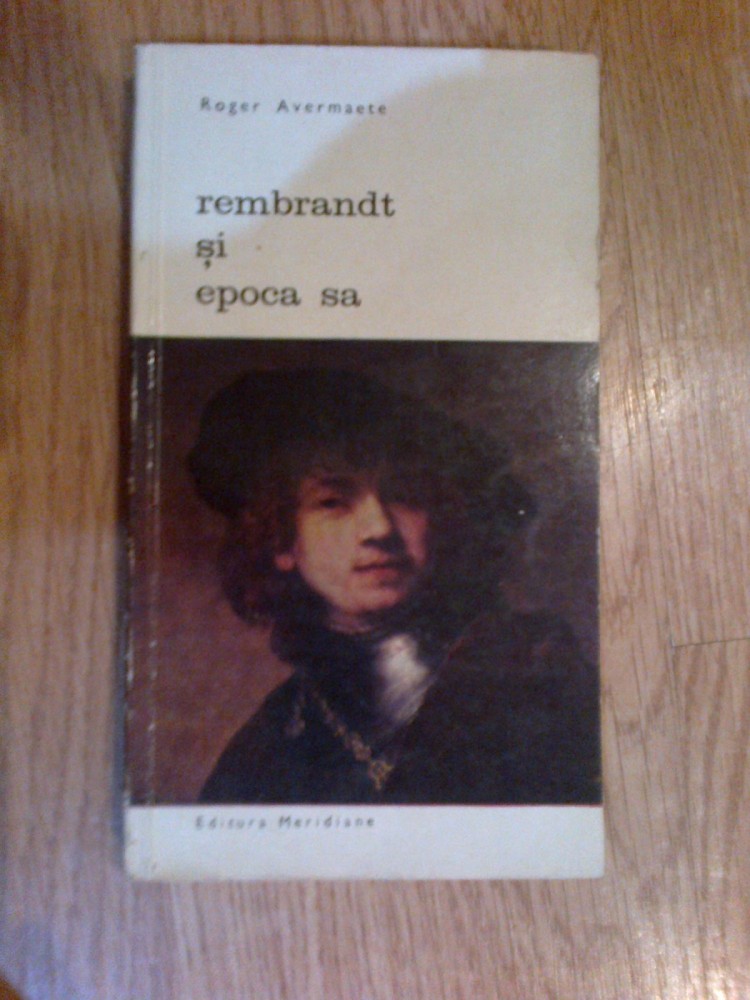 Roger Avermaete
rembrandt
și
epoca sa
Editura Meridiane